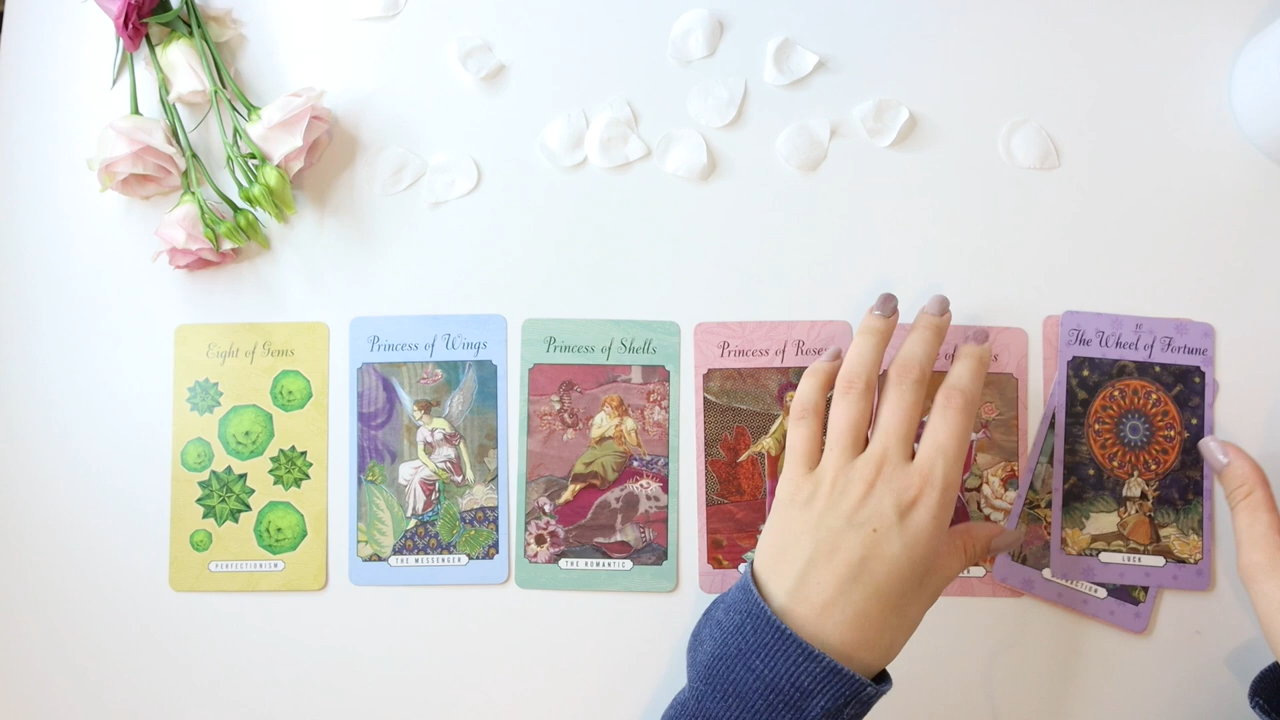 Eight of Gems
PERFECTIONISM
Princess of Wings
THE MESSENGER
Princess of Shells
THE ROMANTIC
Princess of Roses
10
The Wheel of Fortune
LUCK